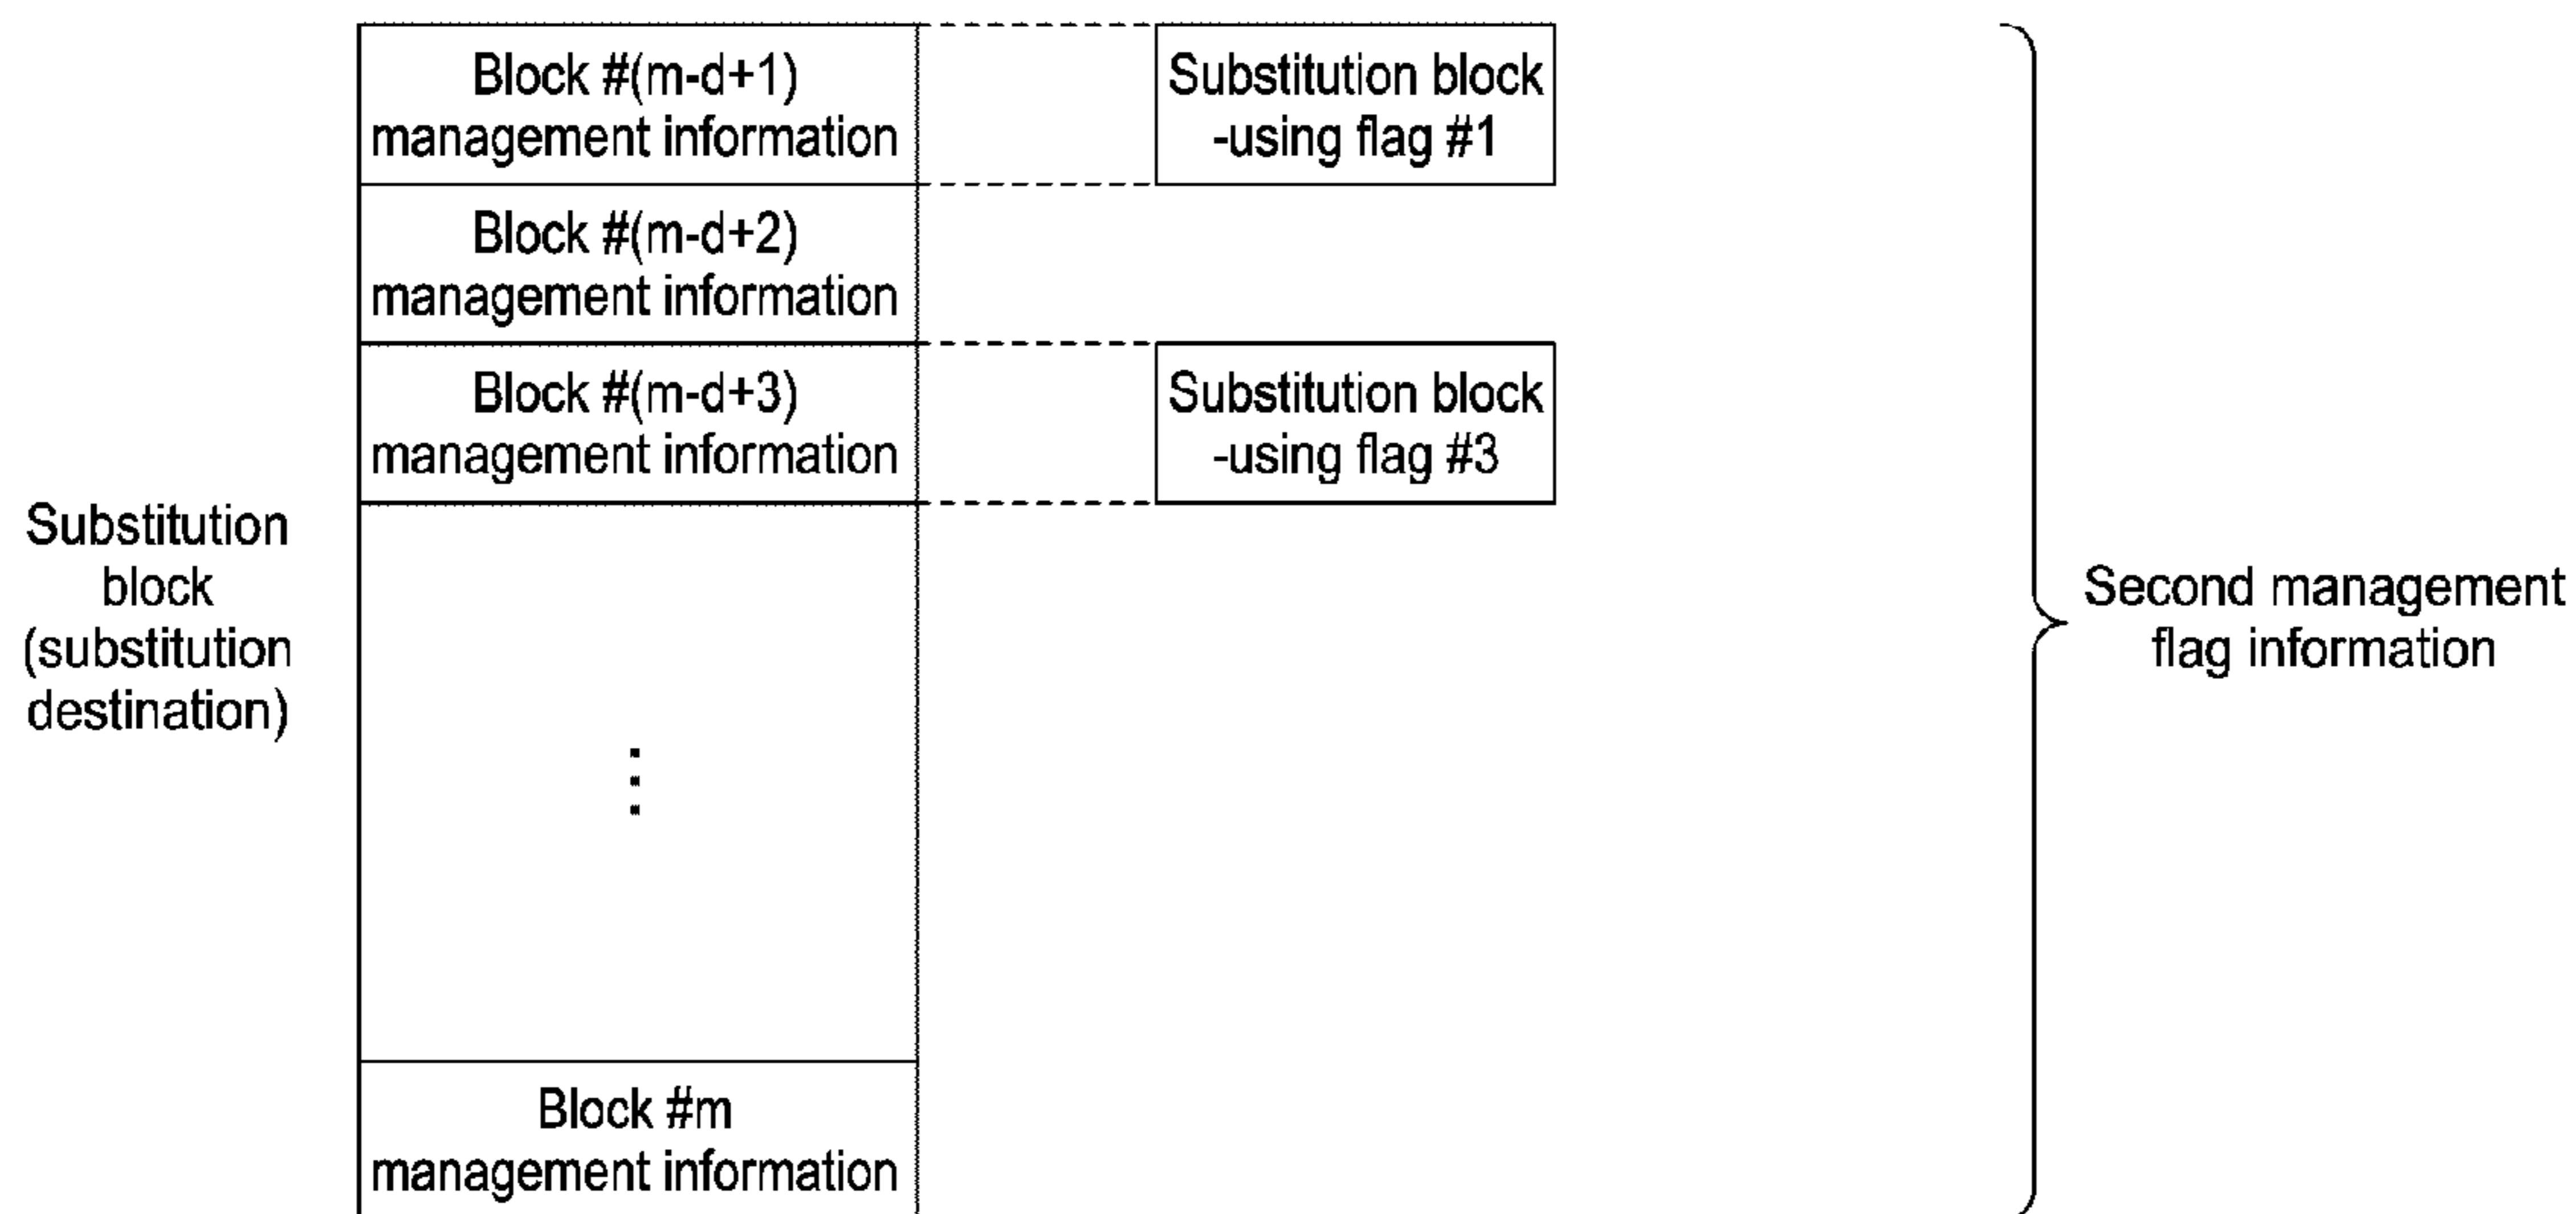 Block #(m-d+1)
management information
Substitution block
-using flag #1
Block #(m-d+2)
management information
Block #(m-d+3)
management information
Substitution block
-using flag #3
Substitution
block
(substitution
destination)
Second management
flag information
Block #m
management information